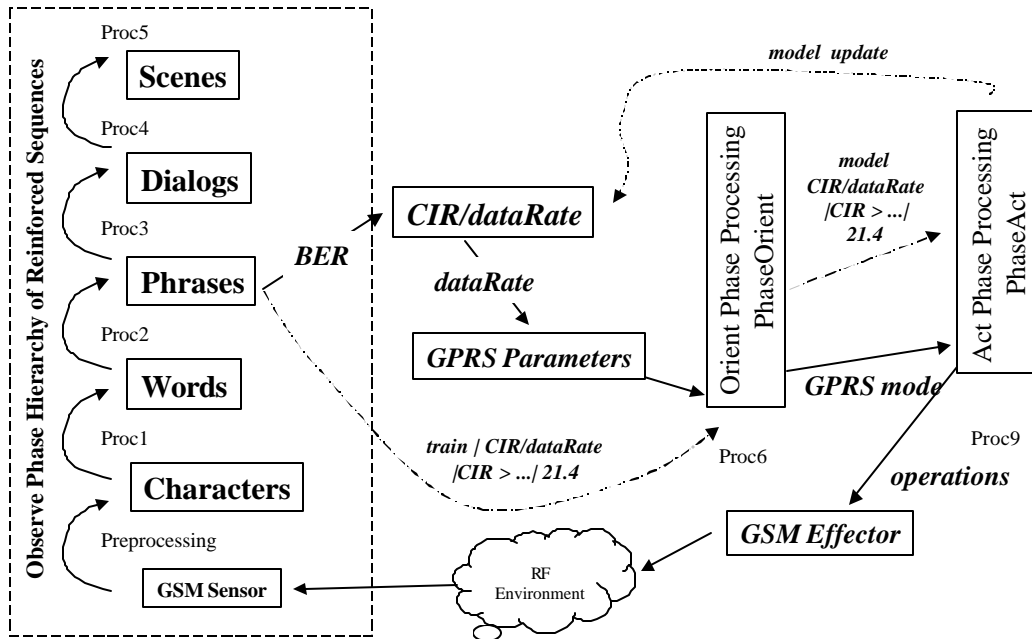 Observe Phase Hierarchy of Reinforced Sequences
Proc5
Scenes
Proc4
Dialogs
Proc3
Phrases
Proc2
Words
Proc1
Characters
Preprocessing
GSM Sensor
BER
CIR/dataRate
dataRate
GPRS Parameters
train | CIR/dataRate
|CIR > ...| 21.4
model update
Orient Phase Processing
PhaseOrient
Proc6
model
CIR/dataRate
|CIR > ...|
21.4
GPRS mode
Act Phase Processing
PhaseAct
Proc9
operations
GSM Effector
RF
Environment